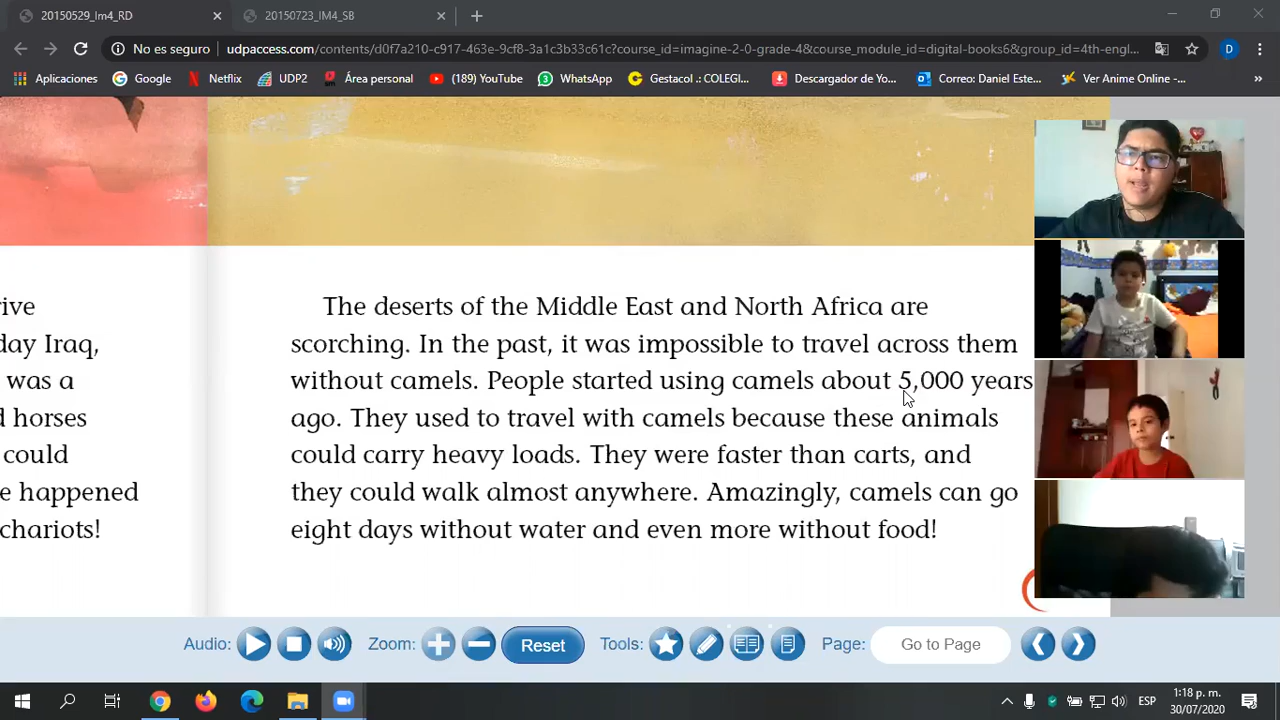 20150529_Im4_RD
20150723_IM4_SB
No es seguro
udpaccess.com/contents/d0f7a210-c917-463e-9cf8-3a1c3b33c61c?course_id=imagine-2-0-grade-4&course_module_id=digital-books6&group_id=4th-engl...
D
Aplicaciones Google Netflix UDP2 Área personal (189) YouTube WhatsApp Gestacol .: COLEGI... Descargador de Yo... Correo: Daniel Este... Ver Anime Online -... »
rive
day Iraq,
was a
d horses
could
e happened
chariots!
The deserts of the Middle East and North Africa are
scorching. In the past, it was impossible to travel across them
without camels. People started using camels about 5,000 years
ago. They used to travel with camels because these animals
could carry heavy loads. They were faster than carts, and
they could walk almost anywhere. Amazingly, camels can go
eight days without water and even more without food!
Audio: Zoom: Reset Tools: Page: Go to Page
ESP
1:18 p. m.
30/07/2020